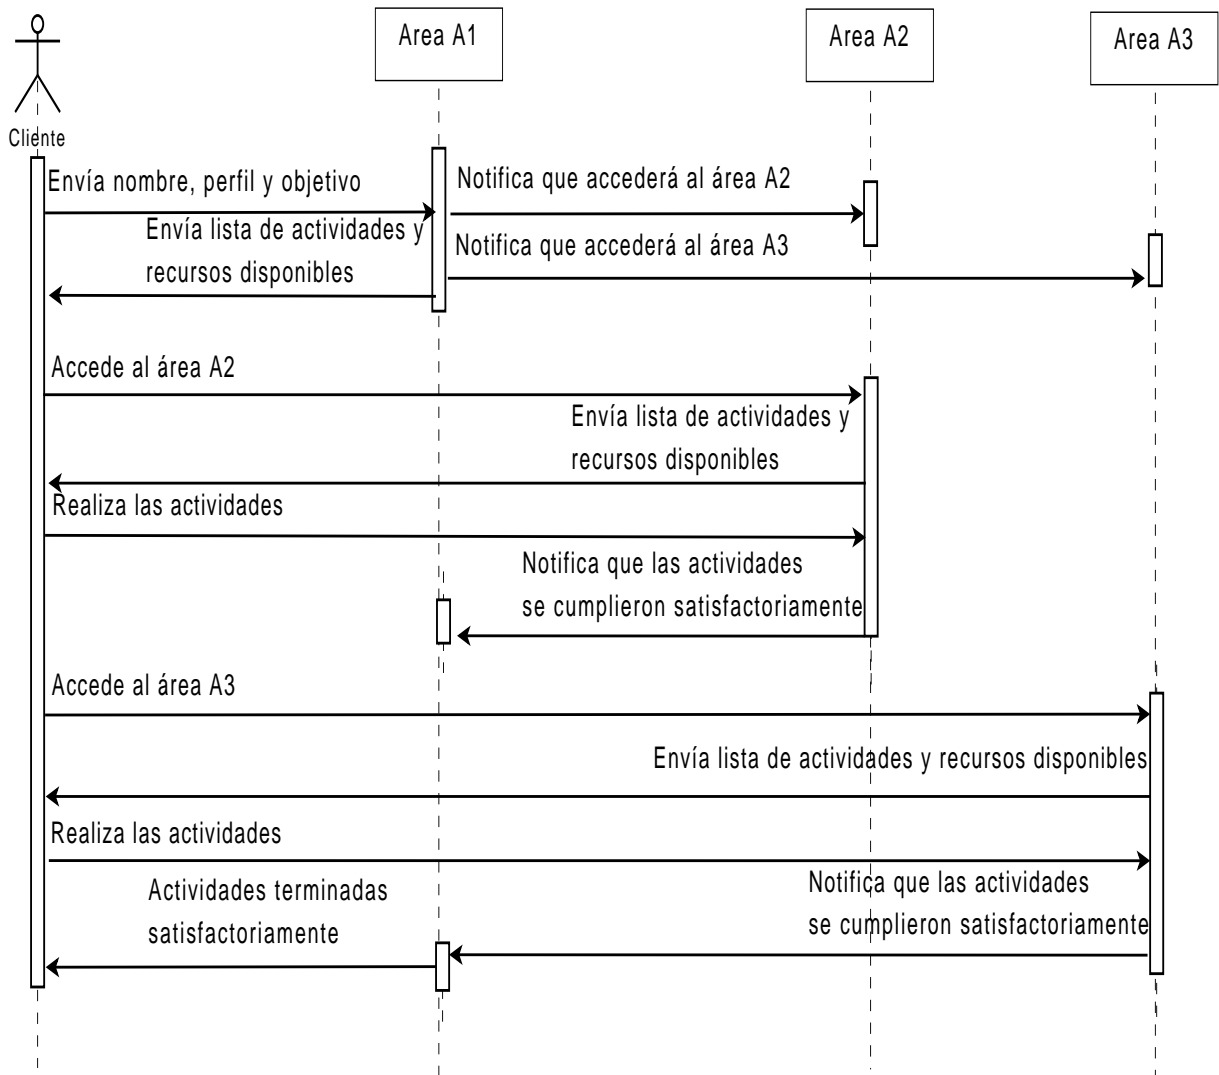 Area A1
Area A2
Area A3
Cliente
Envía nombre, perfil y objetivo
Notifica que accederá al área A2
Envía lista de actividades y
recursos disponibles
Notifica que accederá al área A3
Accede al área A2
Envía lista de actividades y
recursos disponibles
Realiza las actividades
Notifica que las actividades
se cumplieron satisfactoriamente
Accede al área A3
Envía lista de actividades y recursos disponibles
Realiza las actividades
Actividades terminadas
satisfactoriamente
Notifica que las actividades
se cumplieron satisfactoriamente